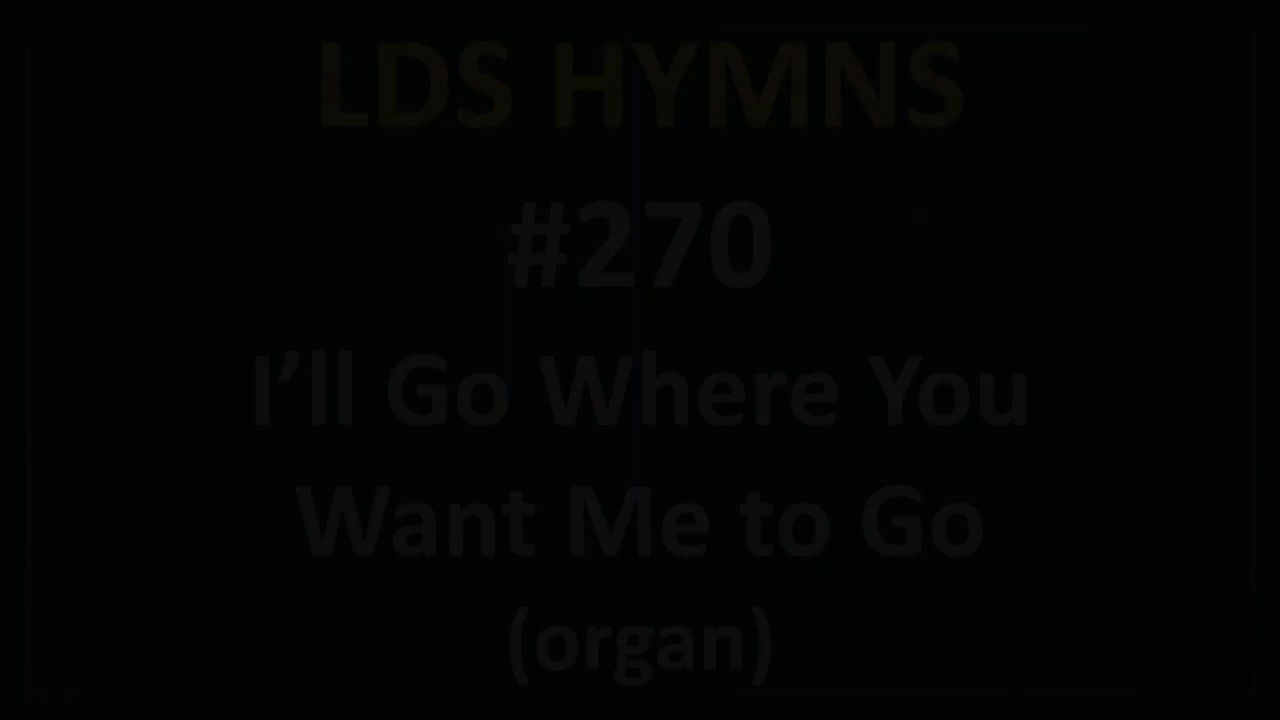 LDS HYMNS
#270
I’ll Go Where You
Want Me to Go
(organ)